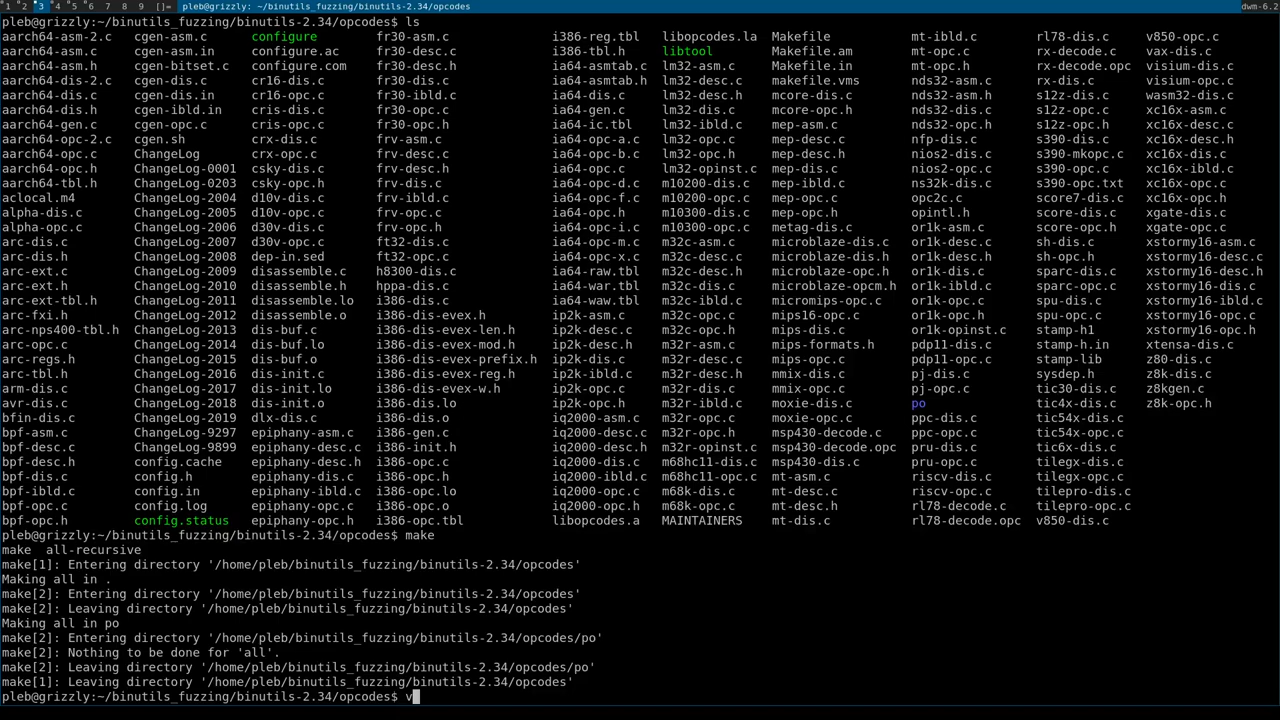 1 2 3 4 5 6 7 8 9 []= pleb@grizzly: ~/binutils_fuzzing/binutils-2.34/opcodes dwm-6.2
pleb@grizzly:~/binutils_fuzzing/binutils-2.34/opcodes$ ls
aarch64-asm-2.c cgen-asm.c configure fr30-asm.c i386-reg.tbl libopcodes.la Makefile mt-ibld.c rl78-dis.c v850-opc.c
aarch64-asm.c cgen-asm.in configure.ac fr30-desc.c i386-tbl.h libtool Makefile.am mt-opc.c rx-decode.c vax-dis.c
aarch64-asm.h cgen-bitset.c configure.com fr30-desc.h ia64-asmtab.c lm32-asm.c Makefile.in mt-opc.h rx-decode.opc visium-dis.c
aarch64-dis-2.c cgen-dis.c cr16-dis.c fr30-dis.c ia64-asmtab.h lm32-desc.c makefile.vms nds32-asm.c rx-dis.c visium-opc.c
aarch64-dis.c cgen-dis.in cr16-opc.c fr30-ibld.c ia64-dis.c lm32-desc.h mcore-dis.c nds32-asm.h s12z-dis.c wasm32-dis.c
aarch64-dis.h cgen-ibld.in cris-dis.c fr30-opc.c ia64-gen.c lm32-dis.c mcore-opc.h nds32-dis.c s12z-opc.c xc16x-asm.c
aarch64-gen.c cgen-opc.c cris-opc.c fr30-opc.h ia64-ic.tbl lm32-ibld.c mep-asm.c nds32-opc.h s12z-opc.h xc16x-desc.c
aarch64-opc-2.c cgen.sh crx-dis.c frv-asm.c ia64-opc-a.c lm32-opc.c mep-desc.c nfp-dis.c s390-dis.c xc16x-desc.h
aarch64-opc.c ChangeLog crx-opc.c frv-desc.c ia64-opc-b.c lm32-opc.h mep-desc.h nios2-dis.c s390-mkopc.c xc16x-dis.c
aarch64-opc.h ChangeLog-0001 csky-dis.c frv-desc.h ia64-opc.c lm32-opinst.c mep-dis.c nios2-opc.c s390-opc.c xc16x-ibld.c
aarch64-tbl.h ChangeLog-0203 csky-opc.h frv-dis.c ia64-opc-d.c m10200-dis.c mep-ibld.c ns32k-dis.c s390-opc.txt xc16x-opc.c
aclocal.m4 ChangeLog-2004 d10v-dis.c frv-ibld.c ia64-opc-f.c m10200-opc.c mep-opc.c opc2c.c score7-dis.c xc16x-opc.h
alpha-dis.c ChangeLog-2005 d10v-opc.c frv-opc.c ia64-opc.h m10300-dis.c mep-opc.h opintl.h score-dis.c xgate-dis.c
alpha-opc.c ChangeLog-2006 d30v-dis.c frv-opc.h ia64-opc-i.c m10300-opc.c metag-dis.c or1k-asm.c score-opc.h xgate-opc.c
arc-dis.c ChangeLog-2007 d30v-opc.c ft32-dis.c ia64-opc-m.c m32c-asm.c microblaze-dis.c or1k-desc.c sh-dis.c xstormy16-asm.c
arc-dis.h ChangeLog-2008 dep-in.sed ft32-opc.c ia64-opc-x.c m32c-desc.c microblaze-dis.h or1k-desc.h sh-opc.h xstormy16-desc.c
arc-ext.c ChangeLog-2009 disassemble.c h8300-dis.c ia64-raw.tbl m32c-desc.h microblaze-opc.h or1k-dis.c sparc-dis.c xstormy16-desc.h
arc-ext.h ChangeLog-2010 disassemble.h hppa-dis.c ia64-war.tbl m32c-dis.c microblaze-opcm.h or1k-ibld.c sparc-opc.c xstormy16-dis.c
arc-ext-tbl.h ChangeLog-2011 disassemble.lo i386-dis.c ia64-waw.tbl m32c-ibld.c micromips-opc.c or1k-opc.c spu-dis.c xstormy16-ibld.c
arc-fxi.h ChangeLog-2012 disassemble.o i386-dis-evex.h ip2k-asm.c m32c-opc.c mips16-opc.c or1k-opc.h spu-opc.c xstormy16-opc.c
arc-nps400-tbl.h ChangeLog-2013 dis-buf.c i386-dis-evex-len.h ip2k-desc.c m32c-opc.h mips-dis.c or1k-opinst.c stamp-h1 xstormy16-opc.h
arc-opc.c ChangeLog-2014 dis-buf.lo i386-dis-evex-mod.h ip2k-desc.h m32r-asm.c mips-formats.h pdp11-dis.c stamp-h.in xtensa-dis.c
arc-regs.h ChangeLog-2015 dis-buf.o i386-dis-evex-prefix.h ip2k-dis.c m32r-desc.c mips-opc.c pdp11-opc.c stamp-lib z80-dis.c
arc-tbl.h ChangeLog-2016 dis-init.c i386-dis-evex-reg.h ip2k-ibld.c m32r-desc.h mmix-dis.c pj-dis.c sysdep.h z8k-dis.c
arm-dis.c ChangeLog-2017 dis-init.lo i386-dis-evex-w.h ip2k-opc.c m32r-dis.c mmix-opc.c pj-opc.c tic30-dis.c z8kgen.c
avr-dis.c ChangeLog-2018 dis-init.o i386-dis.lo ip2k-opc.h m32r-ibld.c moxie-dis.c po tic4x-dis.c z8k-opc.h
bfin-dis.c ChangeLog-2019 dlx-dis.c i386-dis.o iq2000-asm.c m32r-opc.c moxie-opc.c ppc-dis.c tic54x-dis.c
bpf-asm.c ChangeLog-9297 epiphany-asm.c i386-gen.c iq2000-desc.c m32r-opc.h msp430-decode.c ppc-opc.c tic54x-opc.c
bpf-desc.c ChangeLog-9899 epiphany-desc.c i386-init.h iq2000-desc.h m32r-opinst.c msp430-decode.opc pru-dis.c tic6x-dis.c
bpf-desc.h config.cache epiphany-desc.h i386-opc.c iq2000-dis.c m68hc11-dis.c msp430-dis.c pru-opc.c tilegx-dis.c
bpf-dis.c config.h epiphany-dis.c i386-opc.h iq2000-ibld.c m68hc11-opc.c mt-asm.c riscv-dis.c tilegx-opc.c
bpf-ibld.c config.in epiphany-ibld.c i386-opc.lo iq2000-opc.c m68k-dis.c mt-desc.c riscv-opc.c tilepro-dis.c
bpf-opc.c config.log epiphany-opc.c i386-opc.o iq2000-opc.h m68k-opc.c mt-desc.h rl78-decode.c tilepro-opc.c
bpf-opc.h config.status epiphany-opc.h i386-opc.tbl libopcodes.a MAINTAINERS mt-dis.c rl78-decode.opc v850-dis.c
pleb@grizzly:~/binutils_fuzzing/binutils-2.34/opcodes$ make
make  all-recursive
make[1]: Entering directory '/home/pleb/binutils_fuzzing/binutils-2.34/opcodes'
Making all in .
make[2]: Entering directory '/home/pleb/binutils_fuzzing/binutils-2.34/opcodes'
make[2]: Leaving directory '/home/pleb/binutils_fuzzing/binutils-2.34/opcodes'
Making all in po
make[2]: Entering directory '/home/pleb/binutils_fuzzing/binutils-2.34/opcodes/po'
make[2]: Nothing to be done for 'all'.
make[2]: Leaving directory '/home/pleb/binutils_fuzzing/binutils-2.34/opcodes/po'
make[1]: Leaving directory '/home/pleb/binutils_fuzzing/binutils-2.34/opcodes'
pleb@grizzly:~/binutils_fuzzing/binutils-2.34/opcodes$ v